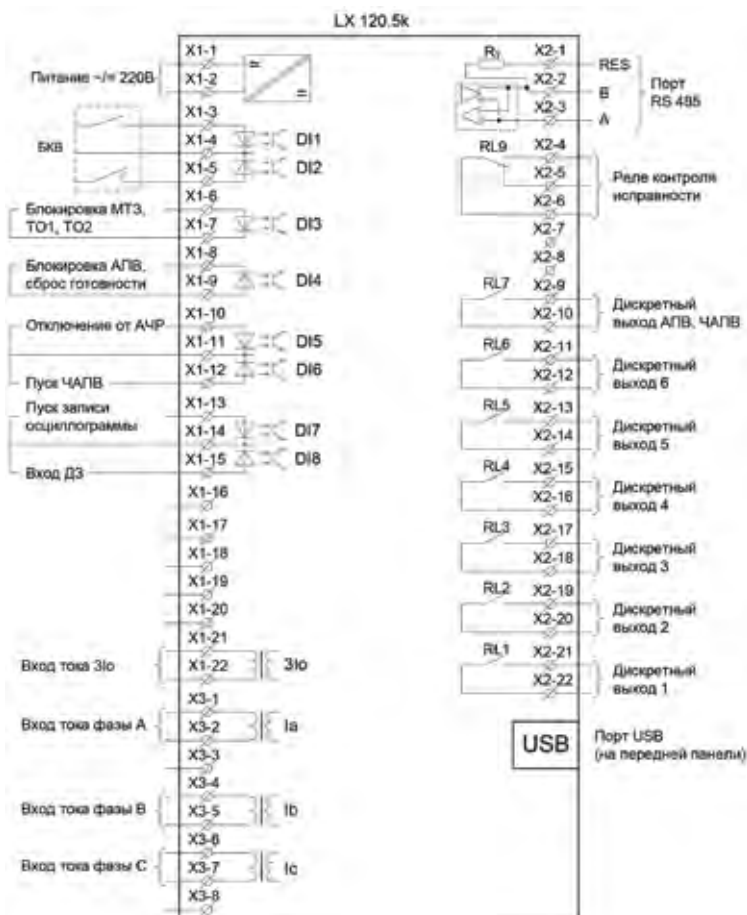 LX 120.5k
X1-1
X1-2
Питание ~/= 220В
X1-3
X1-4
DI1
БКВ
X1-5
DI2
X1-6
Блокировка МТЗ,
ТО1, ТО2
X1-7
DI3
X1-8
Блокировка АПВ,
сброс готовности
X1-9
DI4
X1-10
Отключение от АЧР
X1-11
DI5
X1-12
DI6
Пуск ЧАПВ
X1-13
Пуск записи
осциллограммы
X1-14
DI7
X1-15
DI8
Вход ДЗ
X1-16
X1-17
X1-18
X1-19
X1-20
X1-21
Вход тока 3Io
X1-22
3Io
X3-1
Вход тока фазы А
X3-2
Ia
X3-3
X3-4
Вход тока фазы В
X3-5
Ib
X3-6
Вход тока фазы С
X3-7
Ic
X3-8
X2-1
RES
X2-2
B
Порт
RS 485
X2-3
A
RL9
X2-4
X2-5
Реле контроля
исправности
X2-6
X2-7
X2-8
RL7
X2-9
X2-10
Дискретный
выход АПВ, ЧАПВ
RL6
X2-11
X2-12
Дискретный
выход 6
RL5
X2-13
X2-14
Дискретный
выход 5
RL4
X2-15
X2-16
Дискретный
выход 4
RL3
X2-17
X2-18
Дискретный
выход 3
RL2
X2-19
X2-20
Дискретный
выход 2
RL1
X2-21
X2-22
Дискретный
выход 1
USB
Порт USB
(на передней панели)